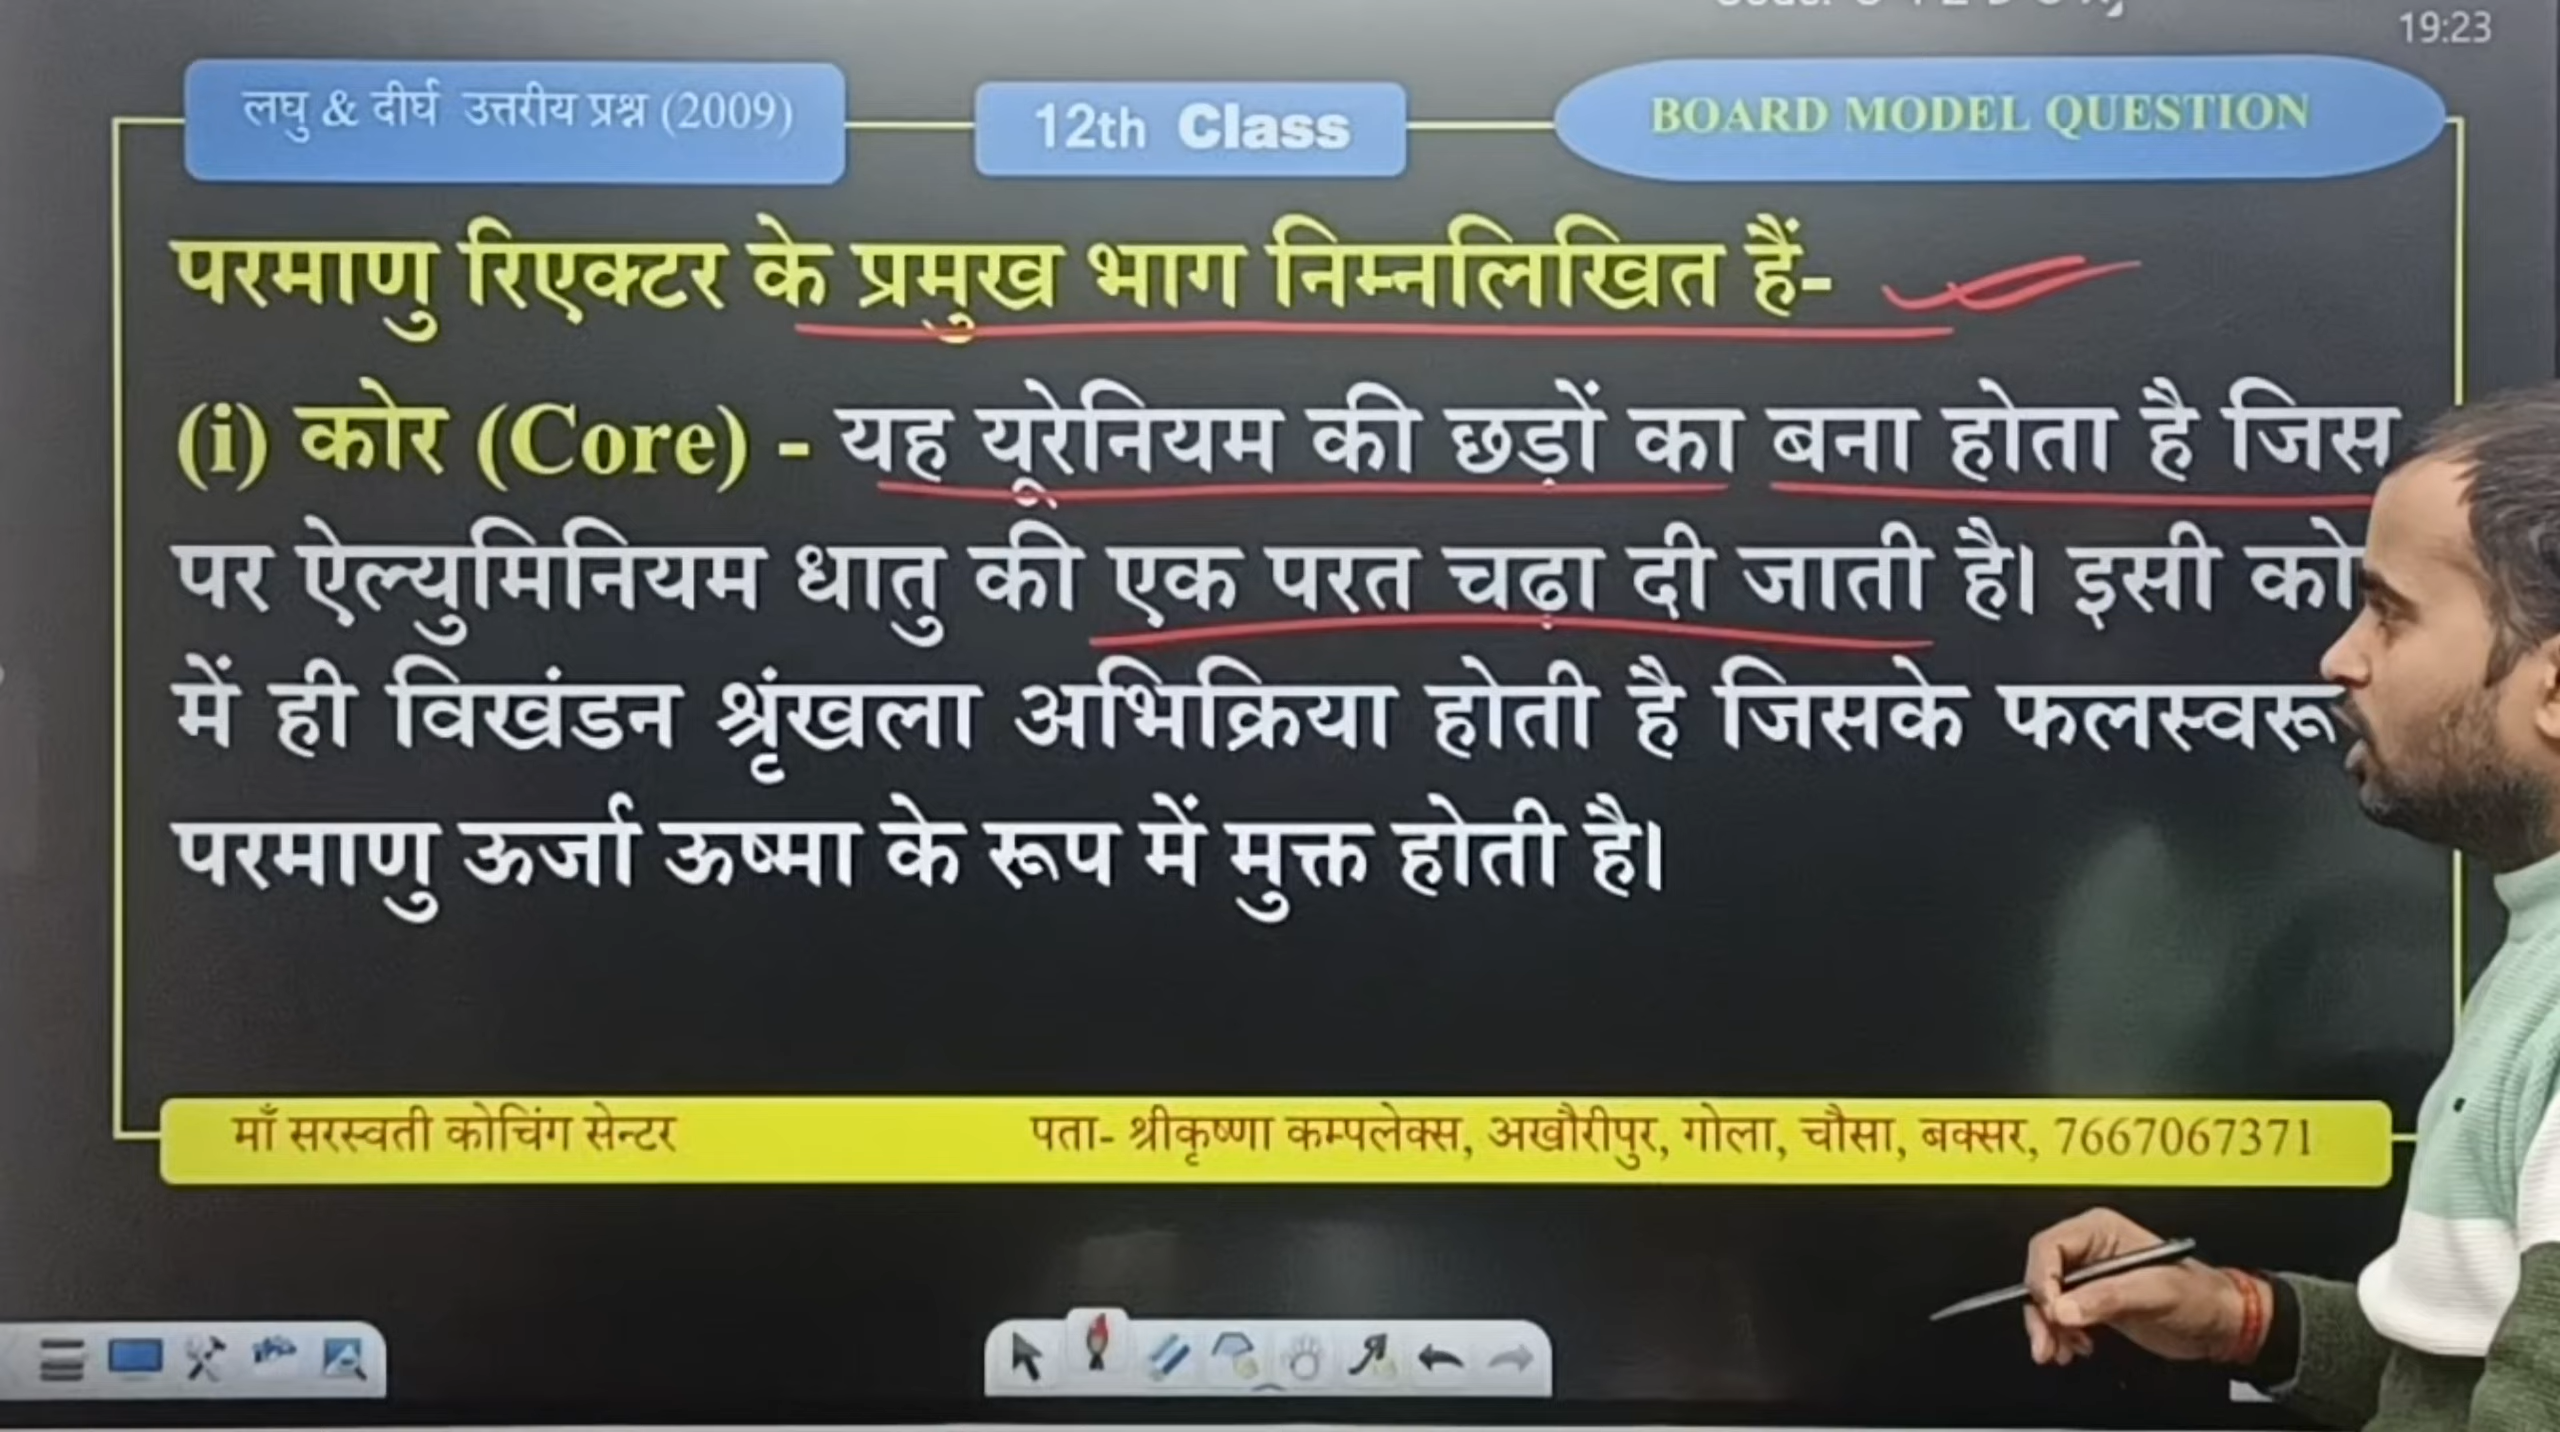 19:23
लघु & दीर्घ उत्तरीय प्रश्न (2009)
12th Class
BOARD MODEL QUESTION
परमाणु रिएक्टर के प्रमुख भाग निम्नलिखित हैं-
(i) कोर (Core) - यह यूरेनियम की छड़ों का बना होता है जिस
पर ऐल्युमिनियम धातु की एक परत चढ़ा दी जाती है। इसी
में ही विखंडन श्रृंखला अभिक्रिया होती है जिसके
परमाणु ऊर्जा ऊष्मा के रूप में मुक्त होती है।
माँ सरस्वती कोचिंग सेन्टर
पता- श्रीकृष्णा कम्पलेक्स, अखौरीपुर, गोला, चौसा, बक्सर, 7667067371